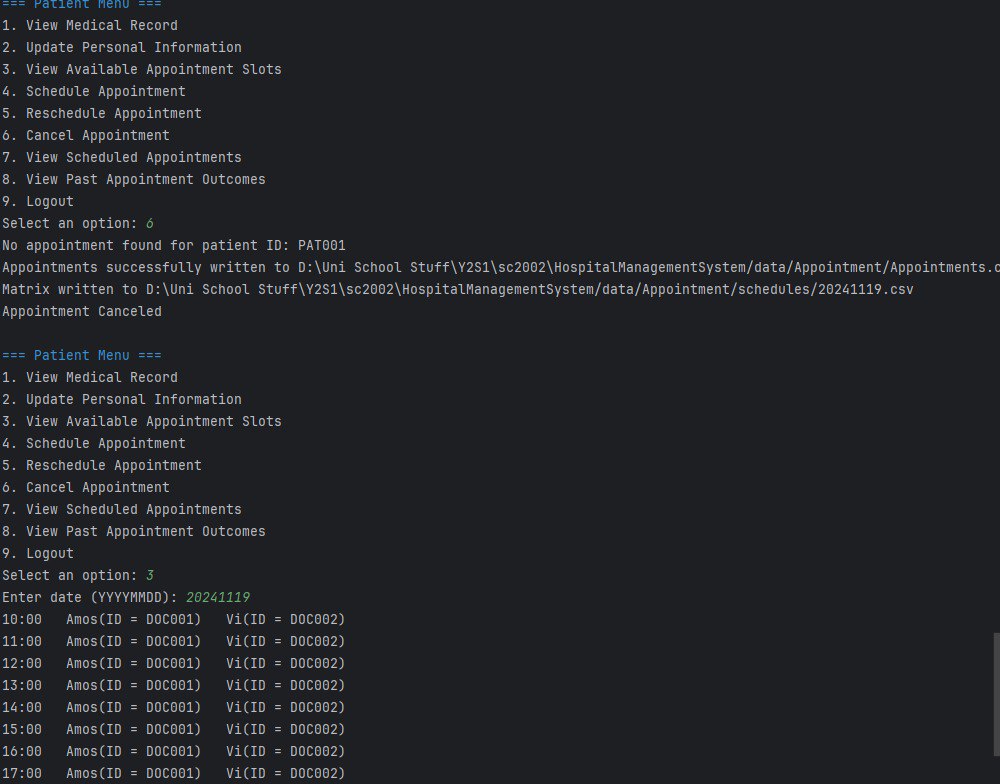 === Patient Menu ===
1. View Medical Record
2. Update Personal Information
3. View Available Appointment Slots
4. Schedule Appointment
5. Reschedule Appointment
6. Cancel Appointment
7. View Scheduled Appointments
8. View Past Appointment Outcomes
9. Logout
Select an option: 6
No appointment found for patient ID: PAT001
Appointments successfully written to D:\Uni School Stuff\Y2S1\sc2002\HospitalManagementSystem/data/Appointment/Appointments.c
Matrix written to D:\Uni School Stuff\Y2S1\sc2002\HospitalManagementSystem/data/Appointment/schedules/20241119.csv
Appointment Canceled
=== Patient Menu ===
1. View Medical Record
2. Update Personal Information
3. View Available Appointment Slots
4. Schedule Appointment
5. Reschedule Appointment
6. Cancel Appointment
7. View Scheduled Appointments
8. View Past Appointment Outcomes
9. Logout
Select an option: 3
Enter date (YYYYMMDD): 20241119
10:00   Amos(ID = DOC001)   Vi(ID = DOC002)
11:00   Amos(ID = DOC001)   Vi(ID = DOC002)
12:00   Amos(ID = DOC001)   Vi(ID = DOC002)
13:00   Amos(ID = DOC001)   Vi(ID = DOC002)
14:00   Amos(ID = DOC001)   Vi(ID = DOC002)
15:00   Amos(ID = DOC001)   Vi(ID = DOC002)
16:00   Amos(ID = DOC001)   Vi(ID = DOC002)
17:00   Amos(ID = DOC001)   Vi(ID = DOC002)